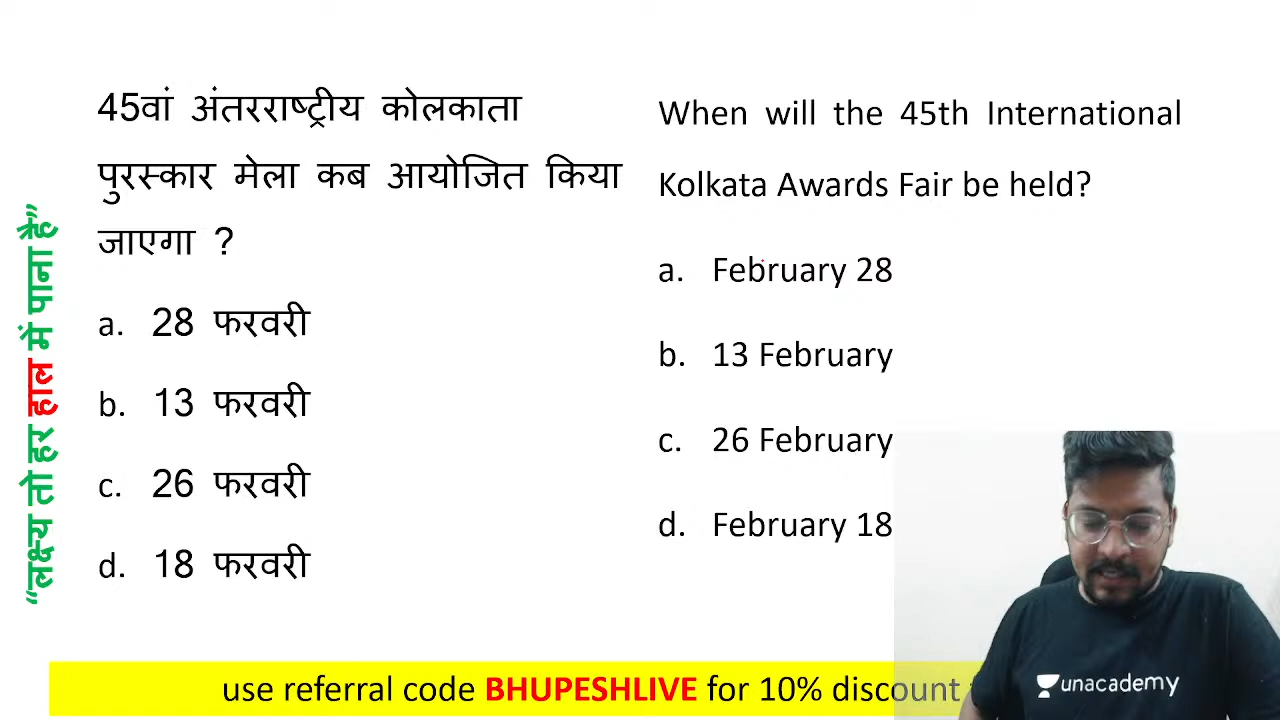 45वां अंतरराष्ट्रीय कोलकाता
पुरस्कार मेला कब आयोजित किया
जाएगा ?
a. 28 फरवरी
b. 13 फरवरी
c. 26 फरवरी
d. 18 फरवरी
When will the 45th International
Kolkata Awards Fair be held?
a. February 28
b. 13 February
c. 26 February
d. February 18
“लक्ष्य तो हर हाल में पाना है”
use referral code BHUPESHLIVE for 10% discount
unacademy